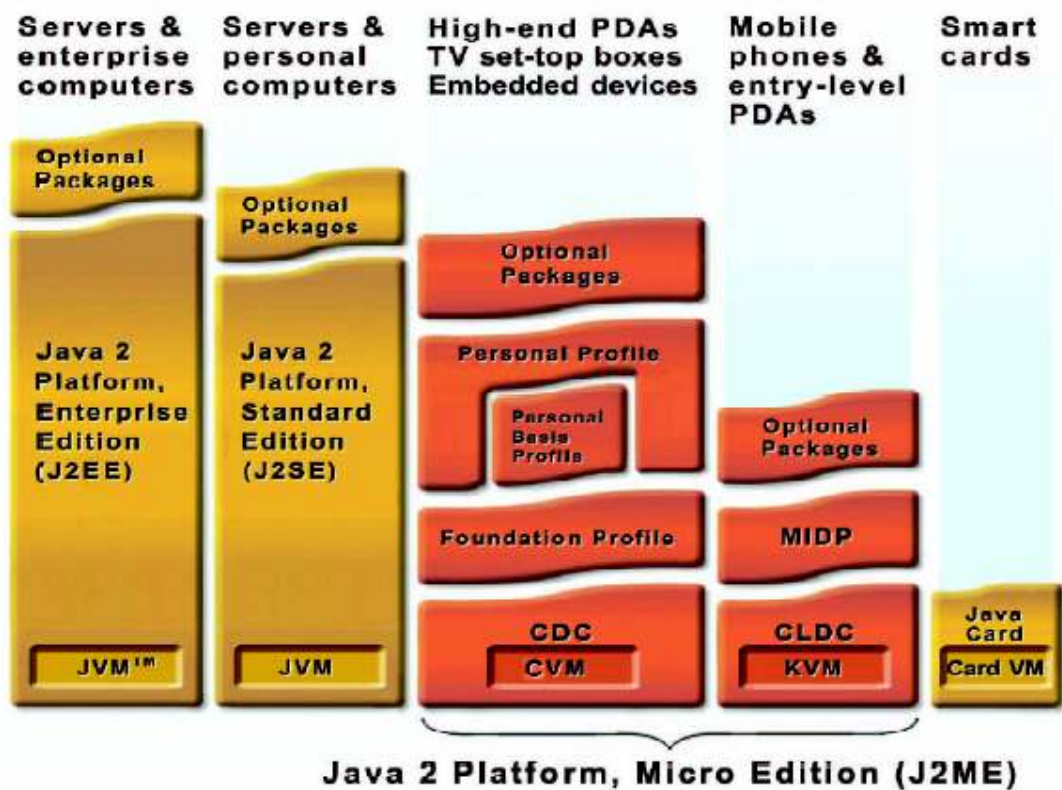 Servers &
enterprise
computers
Servers &
personal
computers
High-end PDAs
TV set-top boxes
Embedded devices
Mobile
phones &
entry-level
PDAs
Smart
cards
Optional
Packages
Java 2
Platform,
Enterprise
Edition
(J2EE)
JVM™
Optional
Packages
Java 2
Platform,
Standard
Edition
(J2SE)
JVM
Optional
Packages
Personal Profile
Personal
Basis
Profile
Foundation Profile
CDC
CVM
Optional
Packages
MIDP
CLDC
KVM
Java
Card
Card VM
Java 2 Platform, Micro Edition (J2ME)